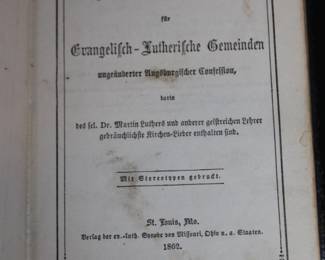 für
Evangelisch-Lutherische Gemeinden
ungeänderter Augsburgischer Confession,
darin
des sel. Dr. Martin Luthers und anderer geistreichen Lehrer
gebräuchlichste Kirchen-Lieder enthalten sind.
Mit Stereotypen gedruckt.
St. Louis, Mo.
Verlag der ev.-luth. Synode von Missouri, Ohio u. a. Staaten.
1862.